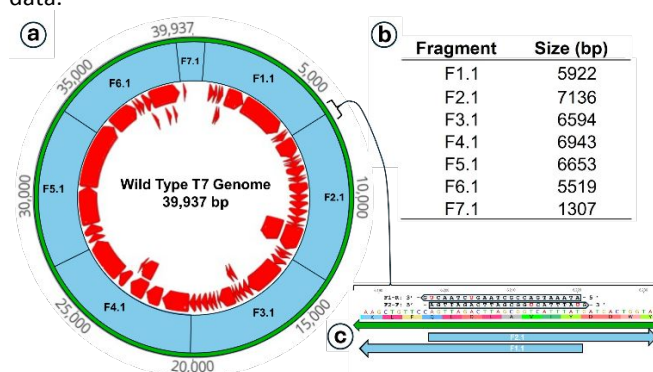 data:
a
39,937
5,000
10,000
15,000
20,000
25,000
30,000
35,000
F7.1
F1.1
F2.1
F3.1
F4.1
F5.1
F6.1
Wild Type T7 Genome
39,937 bp
b
Fragment Size (bp)
F1.1 5922
F2.1 7136
F3.1 6594
F4.1 6943
F5.1 6653
F6.1 5519
F7.1 1307
c
F2.1
F1.1